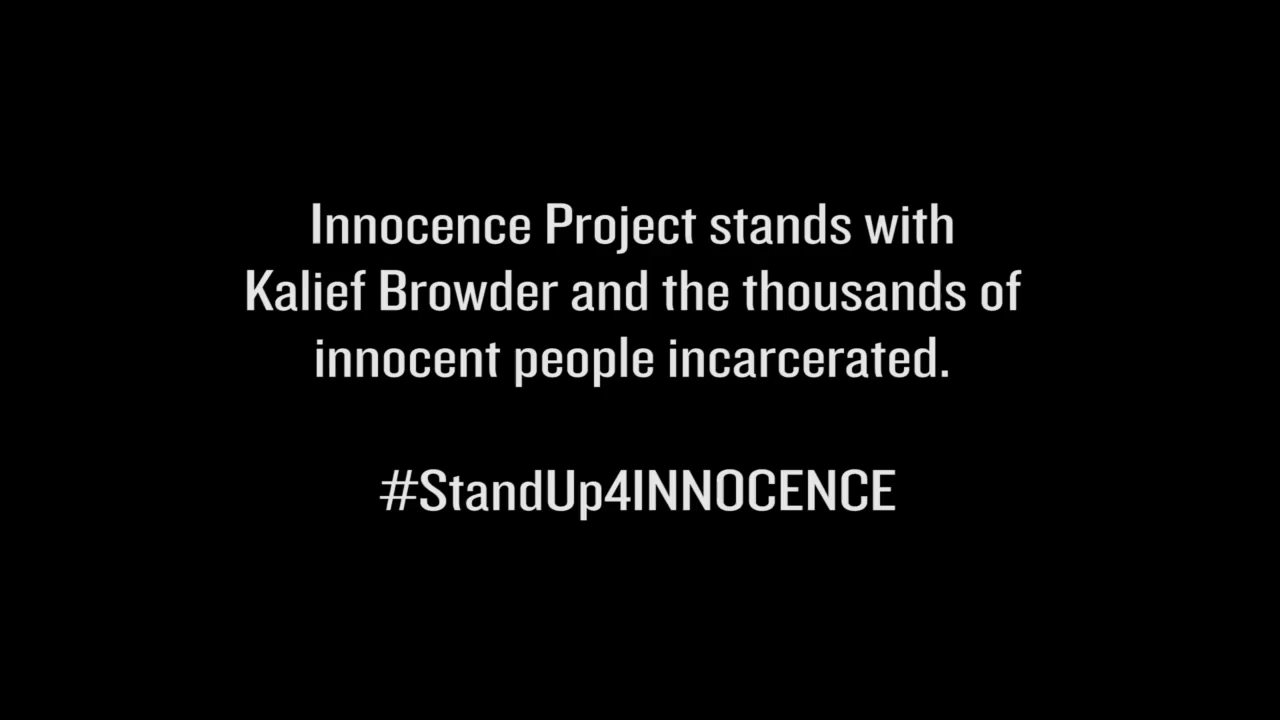 Innocence Project stands with
Kalief Browder and the thousands of
innocent people incarcerated.
#StandUp4INNOCENCE